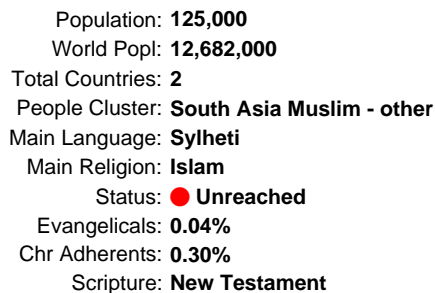 Population: 125,000
World Popl: 12,682,000
Total Countries: 2
People Cluster: South Asia Muslim - other
Main Language: Sylheti
Main Religion: Islam
Status: Unreached
Evangelicals: 0.04%
Chr Adherents: 0.30%
Scripture: New Testament